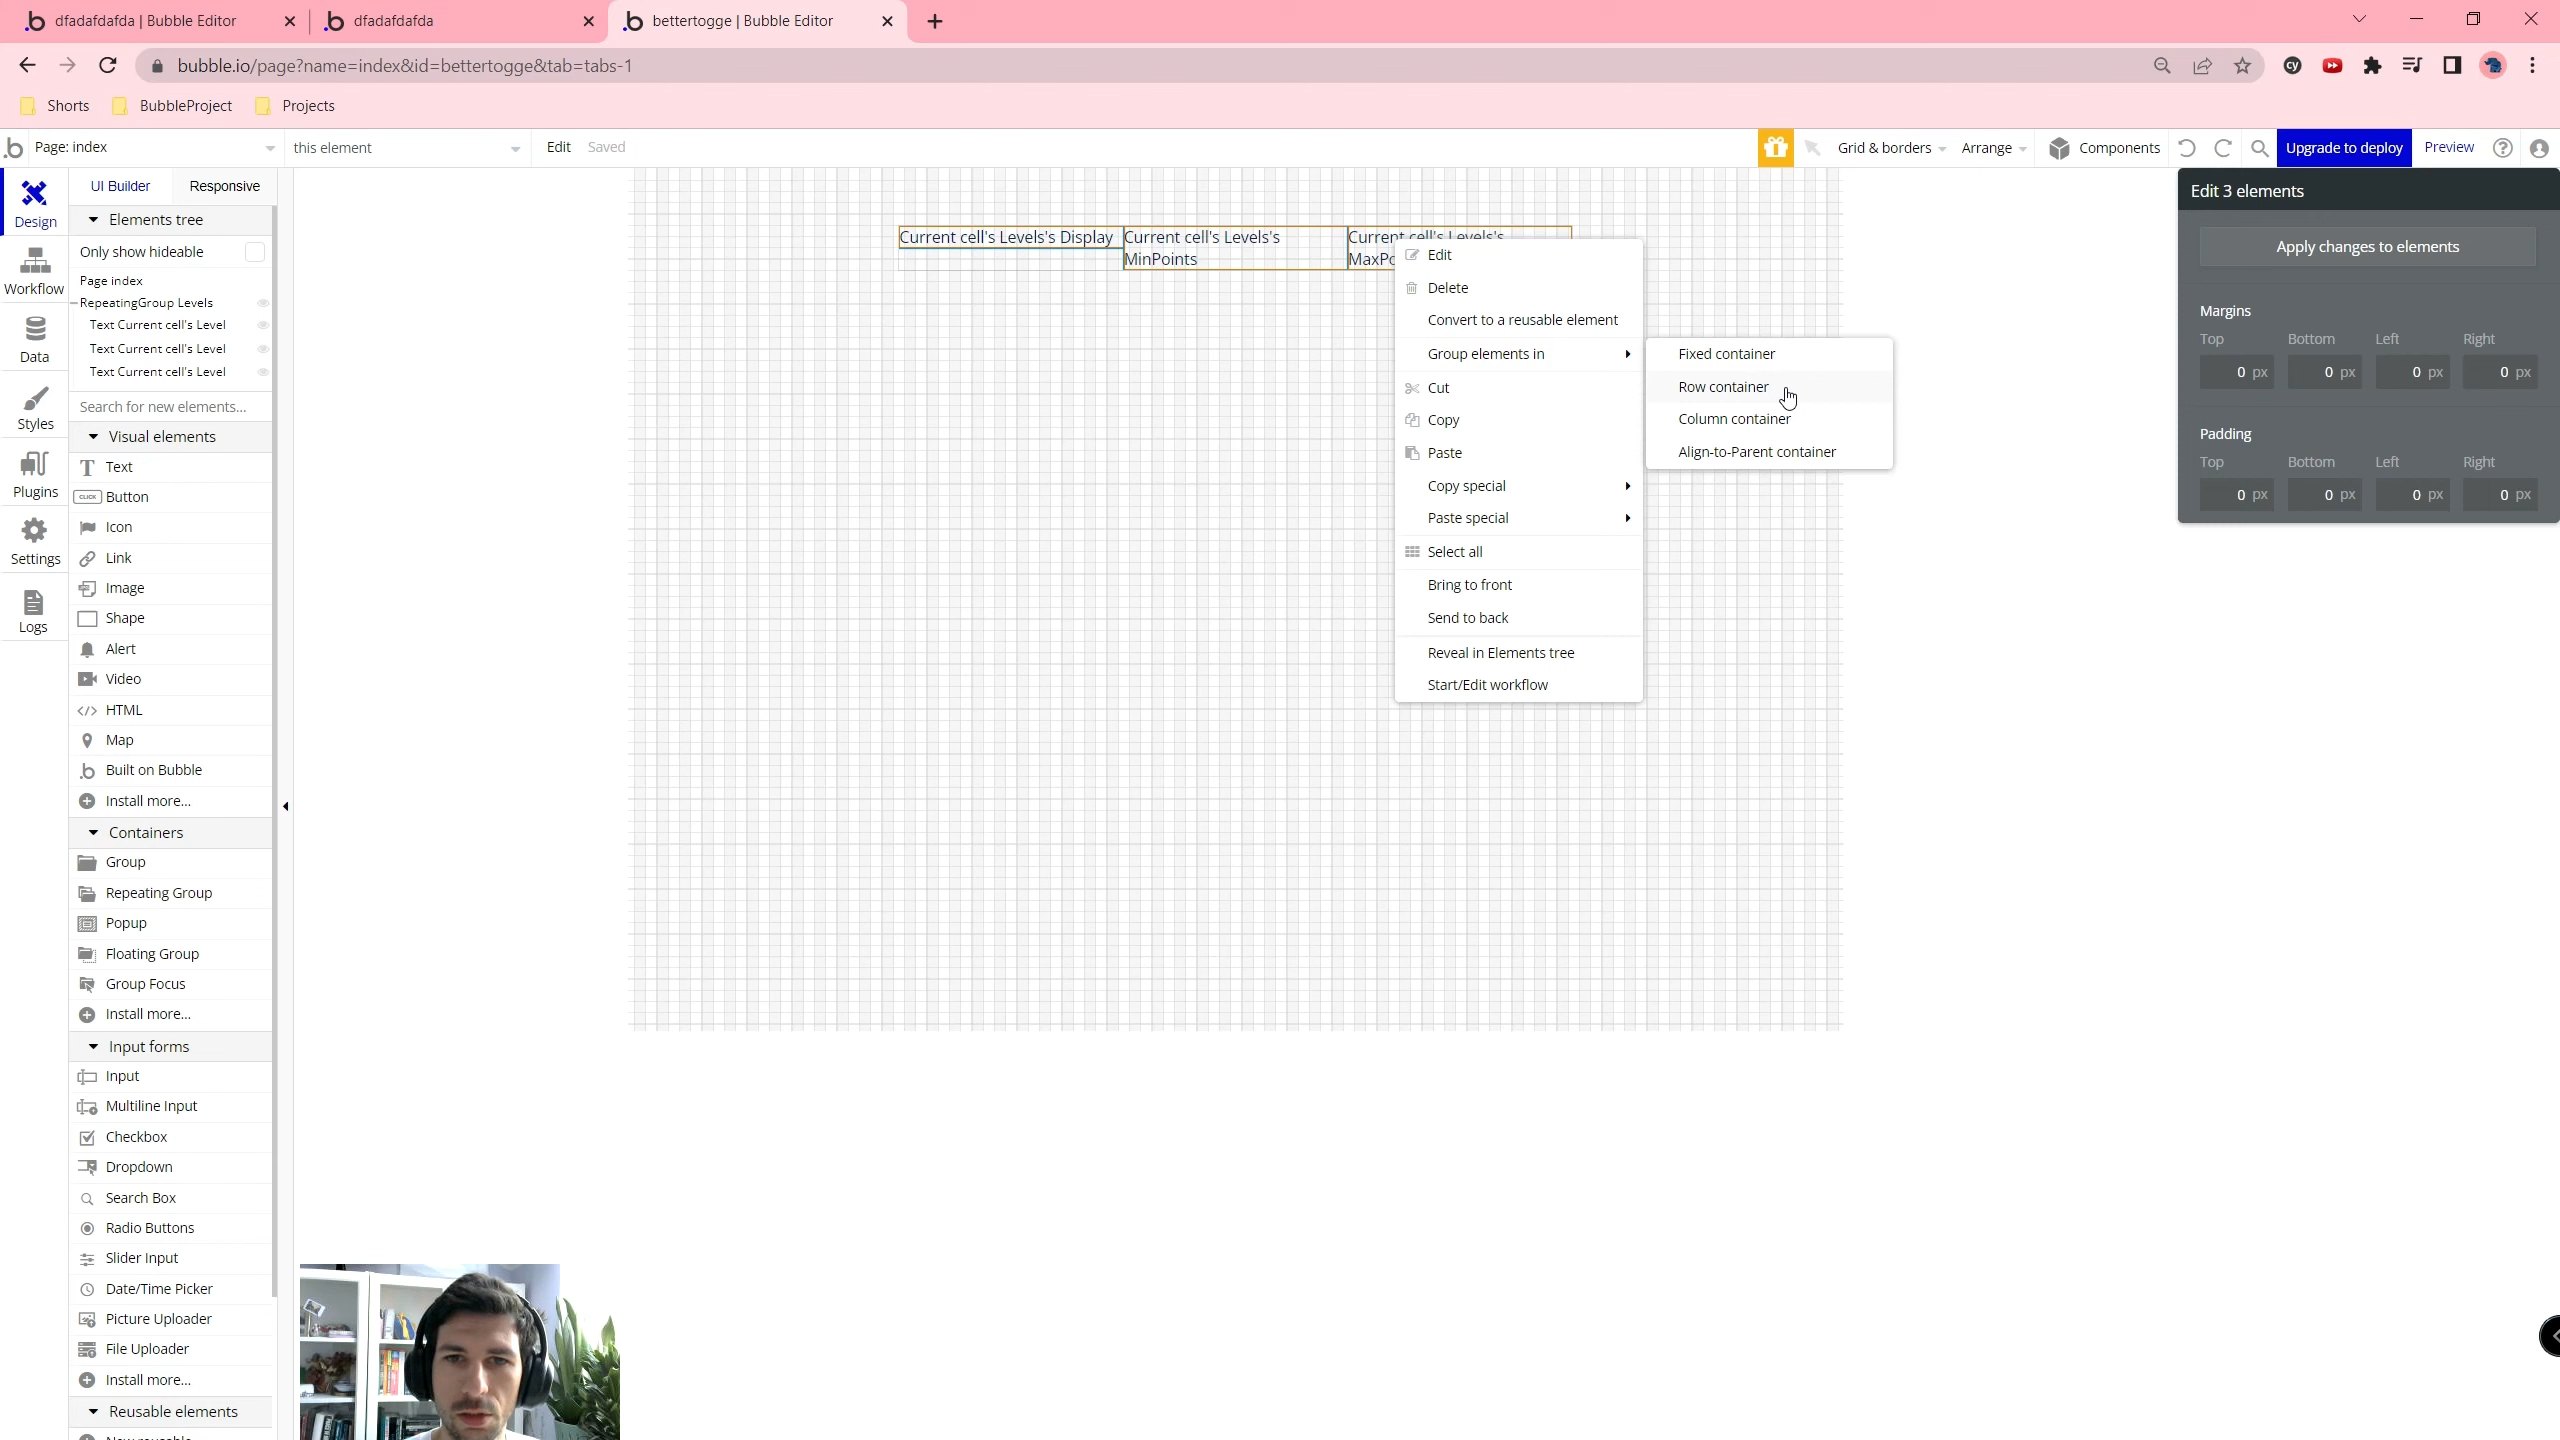 dfadafdafda | Bubble Editor
dfadafdafda
bettertogge | Bubble Editor
bubble.io/page?name=index&id=bettertogge&tab=tabs-1
Shorts
BubbleProject
Projects
Page: index
this element
Edit
Saved
Grid & borders
Arrange
Components
Upgrade to deploy
Preview
Design
Workflow
Data
Styles
Plugins
Settings
Logs
UI Builder
Responsive
Elements tree
Only show hideable
Page index
RepeatingGroup Levels
Text Current cell's Level
Text Current cell's Level
Text Current cell's Level
Search for new elements...
Visual elements
Text
CLICK
Button
Icon
Link
Image
Shape
Alert
Video
HTML
Map
Built on Bubble
Install more...
Containers
Group
Repeating Group
Popup
Floating Group
Group Focus
Install more...
Input forms
Input
Multiline Input
Checkbox
Dropdown
Search Box
Radio Buttons
Slider Input
Date/Time Picker
Picture Uploader
File Uploader
Install more...
Reusable elements
Current cell's Levels's Display
Current cell's Levels's
MinPoints
Current cell's Levels's
MaxPo
Edit
Delete
Convert to a reusable element
Group elements in
Cut
Copy
Paste
Copy special
Paste special
Select all
Bring to front
Send to back
Reveal in Elements tree
Start/Edit workflow
Fixed container
Row container
Column container
Align-to-Parent container
Edit 3 elements
Apply changes to elements
Margins
Top Bottom Left Right
0 px 0 px 0 px 0 px
Padding
Top Bottom Left Right
0 px 0 px 0 px 0 px